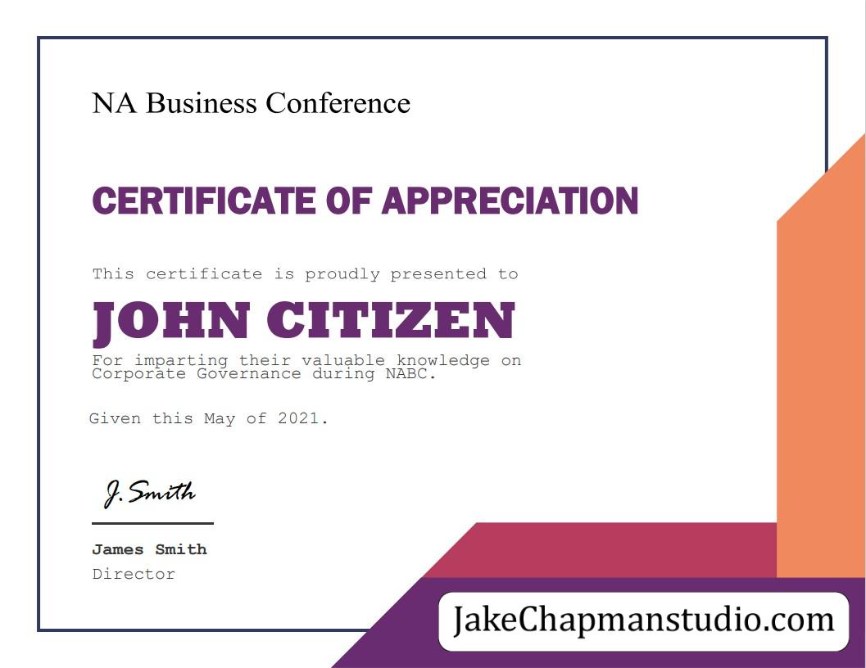 NA Business Conference
CERTIFICATE OF APPRECIATION
This certificate is proudly presented to
JOHN CITIZEN
For imparting their valuable knowledge on
Corporate Governance during NABC.
Given this May of 2021.
J. Smith
James Smith
Director
JakeChapmanstudio.com